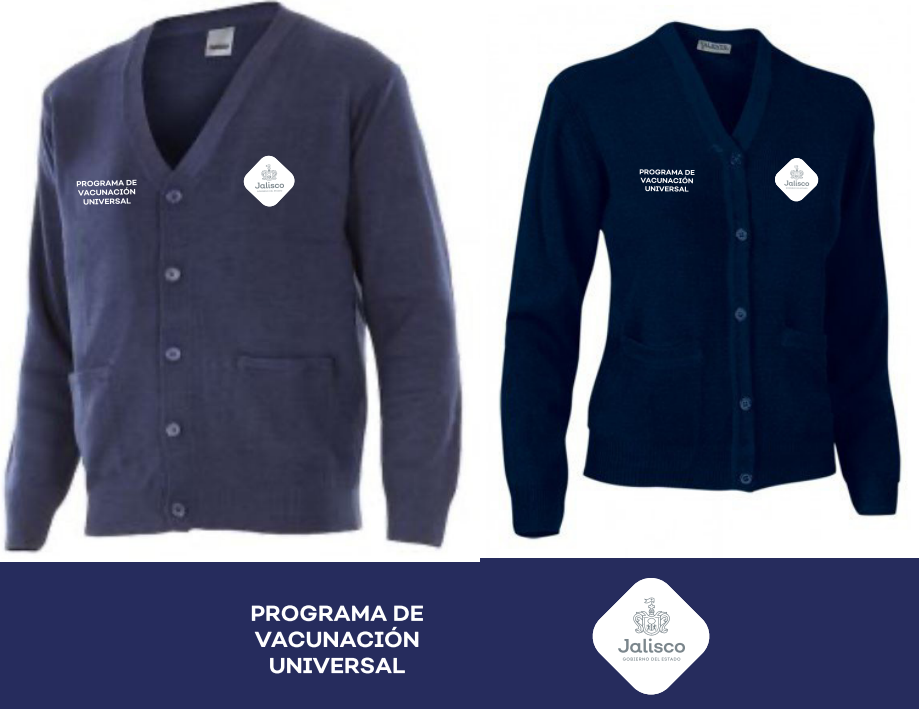 PROGRAMA DE
VACUNACIÓN
UNIVERSAL
Jalisco
PROGRAMA DE
VACUNACIÓN
UNIVERSAL
Jalisco
PROGRAMA DE
VACUNACIÓN
UNIVERSAL
Jalisco
GOBIERNO DEL ESTADO